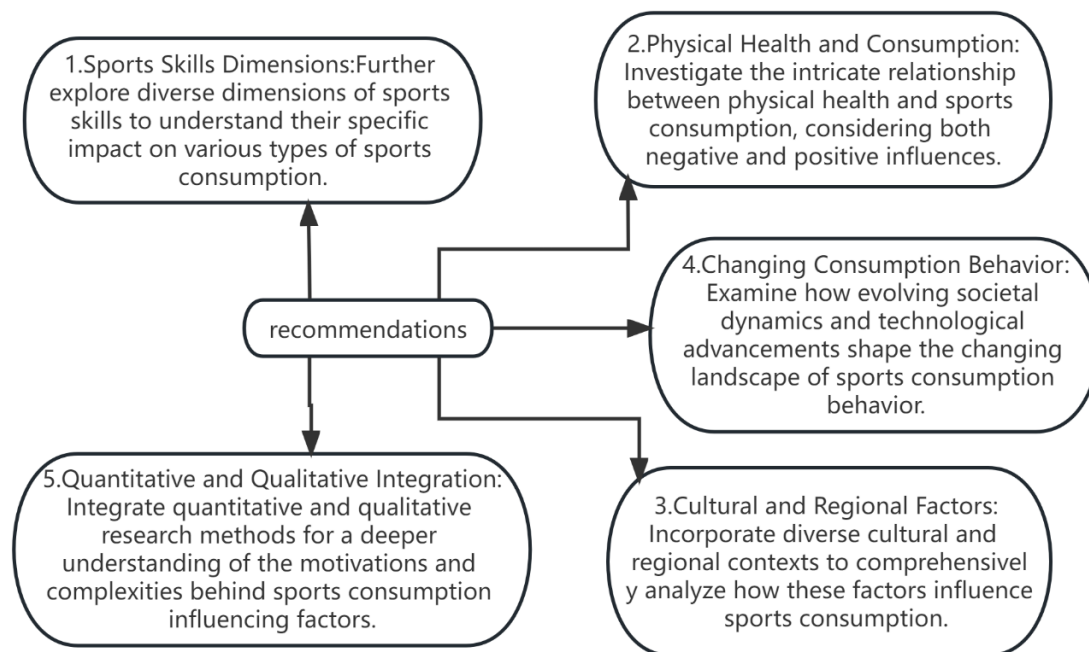 1.Sports Skills Dimensions:Further
explore diverse dimensions of sports
skills to understand their specific
impact on various types of sports
consumption.
2.Physical Health and Consumption:
Investigate the intricate relationship
between physical health and sports
consumption, considering both
negative and positive influences.
recommendations
4.Changing Consumption Behavior:
Examine how evolving societal
dynamics and technological
advancements shape the changing
landscape of sports consumption
behavior.
5.Quantitative and Qualitative Integration:
Integrate quantitative and qualitative
research methods for a deeper
understanding of the motivations and
complexities behind sports consumption
influencing factors.
3.Cultural and Regional Factors:
Incorporate diverse cultural and
regional contexts to comprehensivel
y analyze how these factors influence
sports consumption.